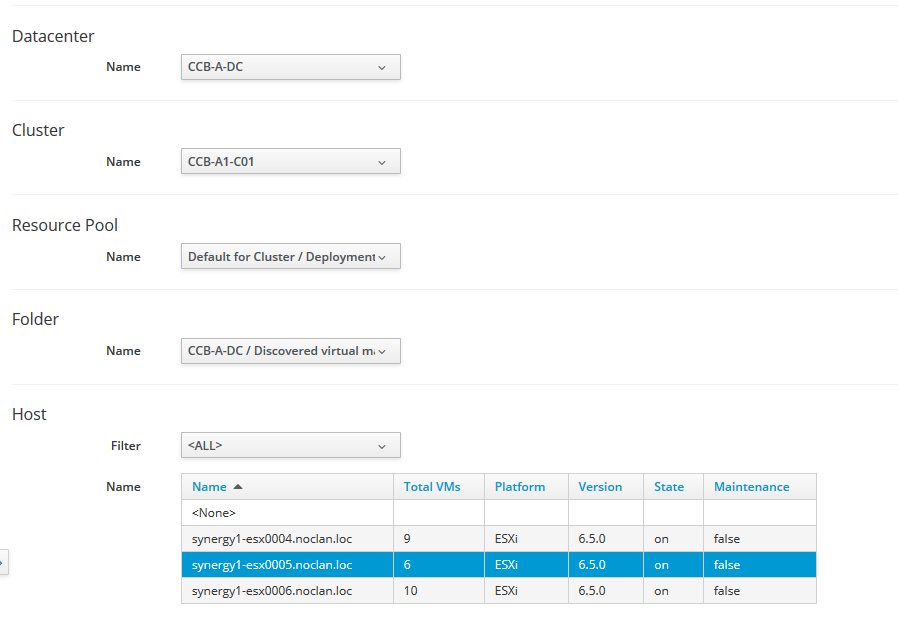 Datacenter
Name CCB-A-DC
Cluster
Name CCB-A1-C01
Resource Pool
Name Default for Cluster / Deployment
Folder
Name CCB-A-DC / Discovered virtual m
Host
Filter <ALL>
Name Name Total VMs Platform Version State Maintenance
<None>
synergy1-esx0004.noclan.loc 9 ESXi 6.5.0 on false
synergy1-esx0005.noclan.loc 6 ESXi 6.5.0 on false
synergy1-esx0006.noclan.loc 10 ESXi 6.5.0 on false